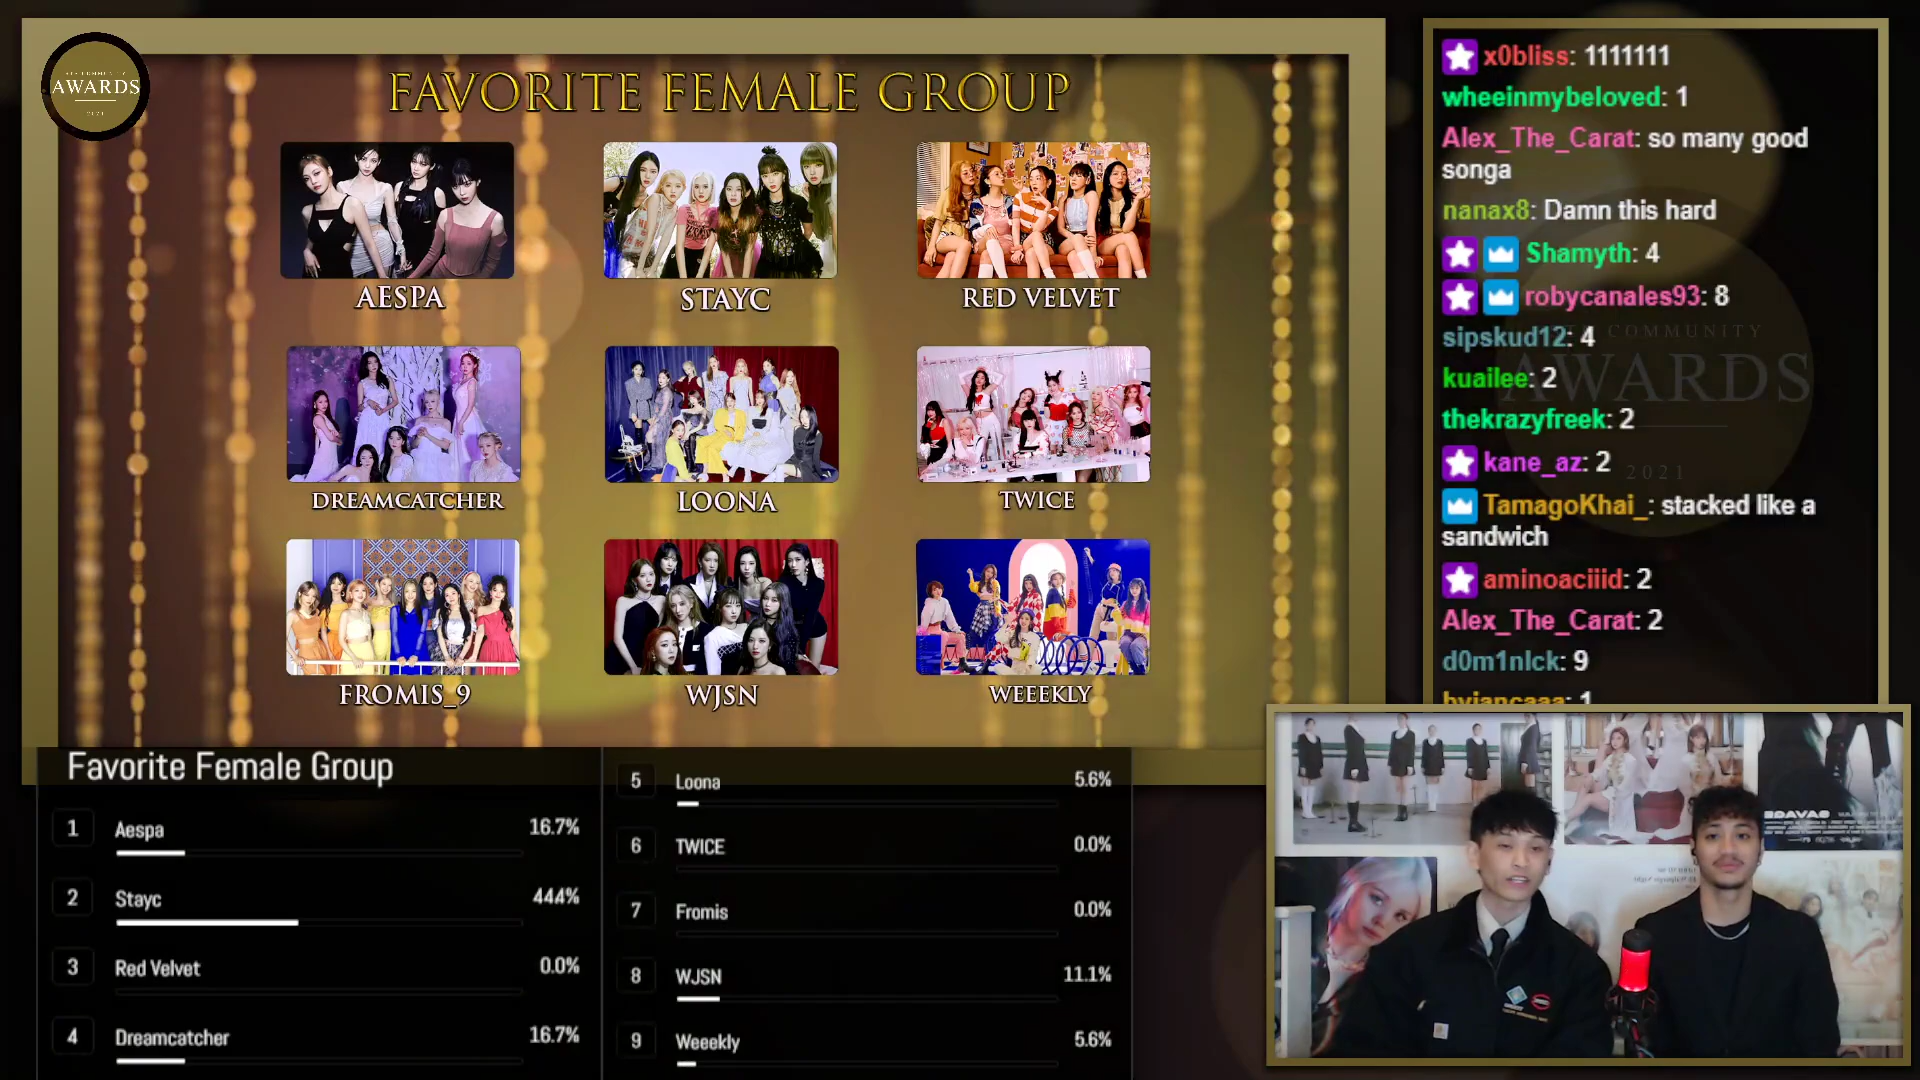 4TH COMMUNITY
AWARDS
2021
FAVORITE FEMALE GROUP
AESPA
STAYC
RED VELVET
DREAMCATCHER
LOONA
TWICE
FROMIS_9
WJSN
WEEEKLY
Favorite Female Group
1 Aespa 16.7%
2 Stayc 444%
3 Red Velvet 0.0%
4 Dreamcatcher 16.7%
5 Loona 5.6%
6 TWICE 0.0%
7 Fromis 0.0%
8 WJSN 11.1%
9 Weeekly 5.6%
x0bliss: 1111111
wheeinmybeloved: 1
Alex_The_Carat: so many good
songa
nanax8: Damn this hard
Shamyth: 4
robycanales93: 8
sipskud12: 4
kuailee: 2
thekrazyfreek: 2
kane_az: 2
TamagoKhai_: stacked like a
sandwich
aminoaciiid: 2
Alex_The_Carat: 2
d0m1nIck: 9
COMMUNITY
AWARDS
2021